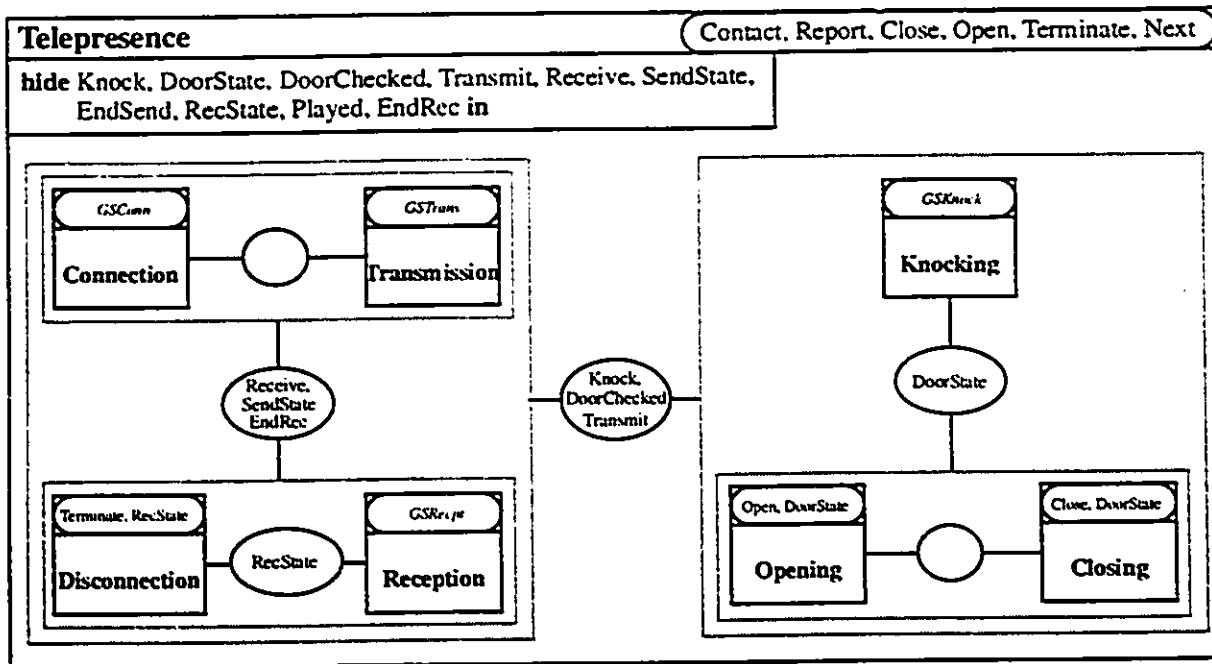 Telepresence
Contact, Report, Close, Open, Terminate, Next
hide Knock, DoorState, DoorChecked, Transmit, Receive, SendState,
EndSend, RecState, Played, EndRec in
GSConn
GSTrans
Connection
Transmission
GSKnock
Knocking
Receive,
SendState
EndRec
Knock,
DoorChecked
Transmit
DoorState
Terminate, RecState
Disconnection
RecState
GSRecpt
Reception
Open, DoorState
Opening
Close, DoorState
Closing